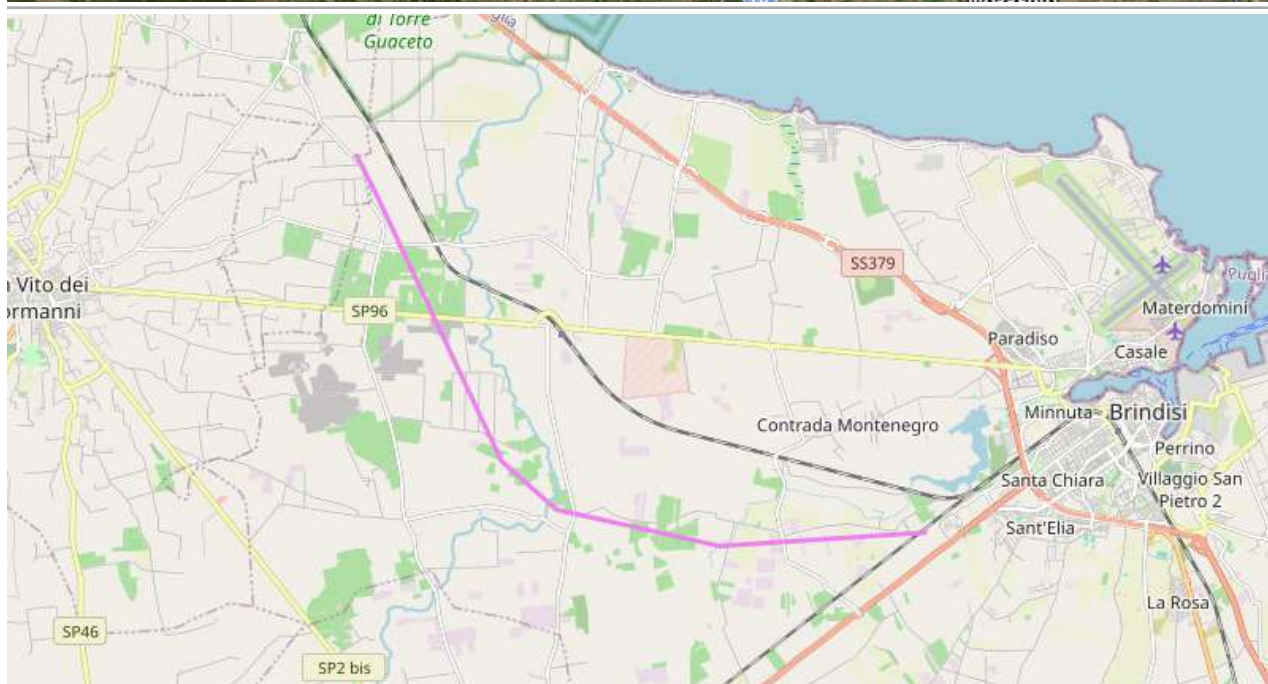 di Torre
Guaceto
SS379
n Vito dei
ormanni
SP96
Puglia
Materdomini
Paradiso
Casale
Minnuta
Brindisi
Contrada Montenegro
Perrino
Santa Chiara
Villaggio San
Pietro 2
Sant'Elia
La Rosa
SP46
SP2 bis